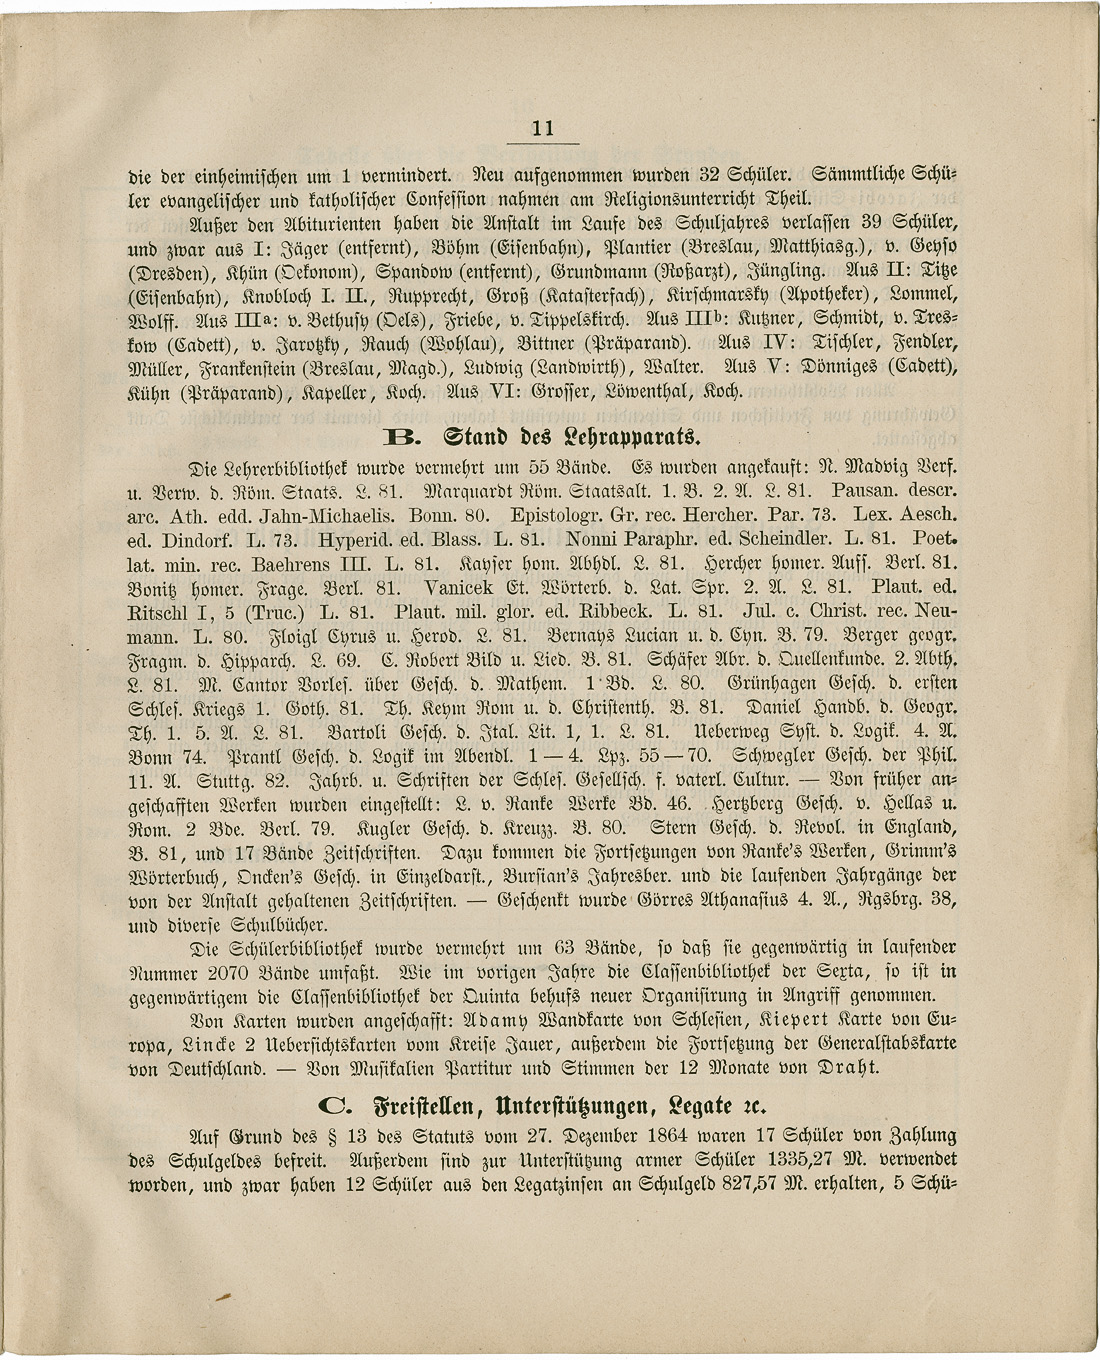 11
die der einheimischen um 1 vermindert. Neu aufgenommen wurden 32 Schüler. Sämmtliche Schü-
ler evangelischer und katholischer Confession nahmen am Religionsunterricht Theil.
Außer den Abiturienten haben die Anstalt im Laufe des Schuljahres verlassen 39 Schüler,
und zwar aus I: Jäger (entfernt), Böhm (Eisenbahn), Plantier (Breslau, Matthiasg.), v. Geyso
(Dresden), Khün (Oekonom), Spandow (entfernt), Grundmann (Roßarzt), Jüngling. Aus II: Titze
(Eisenbahn), Knobloch I. II., Rupprecht, Groß (Katasterfach), Kirschmarsky (Apotheker), Lommel,
Wolff. Aus IIIa: v. Bethusy (Oels), Friebe, v. Tippelskirch. Aus IIIb: Kutzner, Schmidt, v. Tres-
kow (Cadett), v. Jarotzky, Rauch (Wohlau), Bittner (Präparand). Aus IV: Tischler, Fendler,
Müller, Frankenstein (Breslau, Magd.), Ludwig (Landwirth), Walter. Aus V: Dönniges (Cadett),
Kühn (Präparand), Kapeller, Koch. Aus VI: Grosser, Löwenthal, Koch.
B. Stand des Lehrapparats.
Die Lehrerbibliothek wurde vermehrt um 55 Bände. Es wurden angekauft: N. Madvig Verf.
u. Verw. d. Röm. Staats. L. 81. Marquardt Röm. Staatsalt. 1. B. 2. A. L. 81. Pausan. descr.
arc. Ath. edd. Jahn-Michaelis. Bonn. 80. Epistologr. Gr. rec. Hercher. Par. 73. Lex. Aesch.
ed. Dindorf. L. 73. Hyperid. ed. Blass. L. 81. Nonni Paraphr. ed. Scheindler. L. 81. Poet.
lat. min. rec. Baehrens III. L. 81. Kayser hom. Abhdl. L. 81. Hercher homer. Auff. Berl. 81.
Bonitz homer. Frage. Berl. 81. Vanicek Et. Wörterb. d. Lat. Spr. 2. A. L. 81. Plaut. ed.
Ritschl I, 5 (Truc.) L. 81. Plaut. mil. glor. ed. Ribbeck. L. 81. Jul. c. Christ. rec. Neu-
mann. L. 80. Floigl Cyrus u. Herod. L. 81. Bernays Lucian u. d. Cyn. B. 79. Berger geogr.
Fragm. d. Hipparch. L. 69. C. Robert Bild u. Lied. B. 81. Schäfer Abr. d. Quellenkunde. 2. Abth.
L. 81. M. Cantor Vorles. über Gesch. d. Mathem. 1 Bd. L. 80. Grünhagen Gesch. d. ersten
Schles. Kriegs 1. Goth. 81. Th. Keym Rom u. d. Christenth. B. 81. Daniel Handb. d. Geogr.
Th. 1. 5. A. L. 81. Bartoli Gesch. d. Ital. Lit. 1, 1. L. 81. Ueberweg Syst. d. Logik. 4. A.
Bonn 74. Prantl Gesch. d. Logik im Abendl. 1 — 4. Lpz. 55 — 70. Schwegler Gesch. der Phil.
11. A. Stuttg. 82. Jahrb. u. Schriften der Schles. Gesellsch. f. vaterl. Cultur. — Von früher an-
geschafften Werken wurden eingestellt: L. v. Ranke Werke Bd. 46. Hertzberg Gesch. v. Hellas u.
Rom. 2 Bde. Berl. 79. Kugler Gesch. d. Kreuzz. B. 80. Stern Gesch. d. Revol. in England,
B. 81, und 17 Bände Zeitschriften. Dazu kommen die Fortsetzungen von Ranke's Werken, Grimm's
Wörterbuch, Oncken's Gesch. in Einzeldarst., Bursian's Jahresber. und die laufenden Jahrgänge der
von der Anstalt gehaltenen Zeitschriften. — Geschenkt wurde Görres Athanasius 4. A., Rgsbrg. 38,
und diverse Schulbücher.
Die Schülerbibliothek wurde vermehrt um 63 Bände, so daß sie gegenwärtig in laufender
Nummer 2070 Bände umfaßt. Wie im vorigen Jahre die Classenbibliothek der Sexta, so ist in
gegenwärtigem die Classenbibliothek der Quinta behufs neuer Organisirung in Angriff genommen.
Von Karten wurden angeschafft: Adamy Wandkarte von Schlesien, Kiepert Karte von Eu-
ropa, Lincke 2 Uebersichtskarten vom Kreise Jauer, außerdem die Fortsetzung der Generalstabskarte
von Deutschland. — Von Musikalien Partitur und Stimmen der 12 Monate von Draht.
C. Freistellen, Unterstützungen, Legate ꝛc.
Auf Grund des § 13 des Statuts vom 27. Dezember 1864 waren 17 Schüler von Zahlung
des Schulgeldes befreit. Außerdem sind zur Unterstützung armer Schüler 1335,27 M. verwendet
worden, und zwar haben 12 Schüler aus den Legatzinsen an Schulgeld 827,57 M. erhalten, 5 Schü-